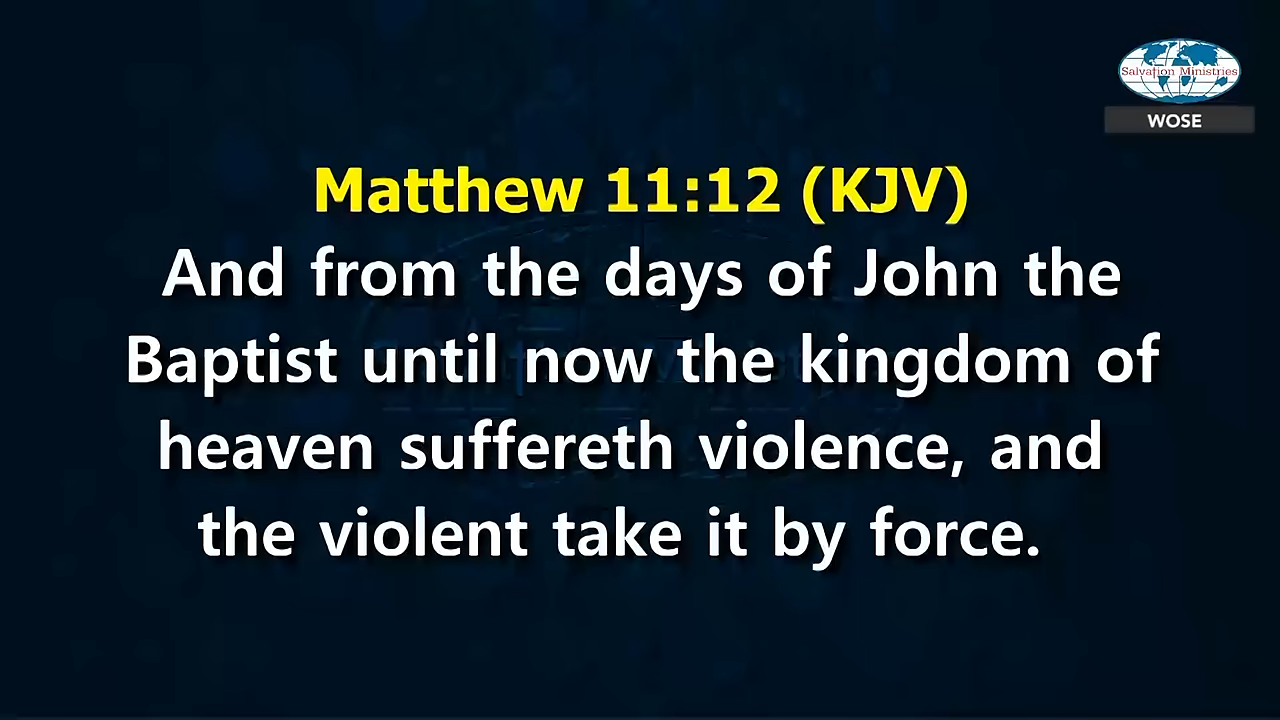 Salvation Ministries
WOSE
Matthew 11:12 (KJV)
And from the days of John the
Baptist until now the kingdom of
heaven suffereth violence, and
the violent take it by force.